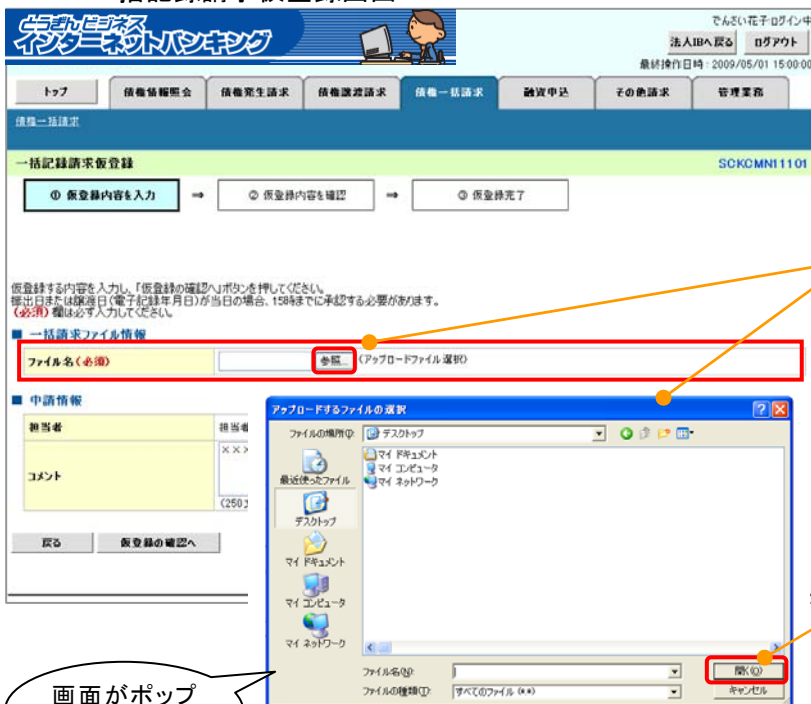 とうぎんビジネス
インターネットバンキング
でんさい花子 ログイン中
法人IBへ戻る ログアウト
最終操作日時:2009/05/01 15:00:00
トップ 債権情報照会 債権発生請求 債権譲渡請求 債権一括請求 融資申込 その他請求 管理業務
債権一括請求
一括記録請求仮登録 SCKCMN11101
① 仮登録内容を入力 ⇒ ② 仮登録内容を確認 ⇒ ③ 仮登録完了
仮登録する内容を入力し、「仮登録の確認へ」ボタンを押してください。
振出日または譲渡日(電子記録年月日)が当日の場合、15時までに承認する必要があります。
(必須)欄は必ず入力してください。
■ 一括請求ファイル情報
ファイル名(必須) 参照... (アップロードファイル選択)
■ 申請情報
担当者 担当者
コメント ×××
(250文
戻る 仮登録の確認へ
アップロードするファイルの選択
ファイルの場所(I): デスクトップ
マイ ドキュメント
マイ コンピュータ
マイ ネットワーク
最近使ったファイル
デスクトップ
マイ ドキュメント
マイ コンピュータ
マイ ネットワーク
ファイル名(N): 開く(O)
ファイルの種類(T): すべてのファイル (*.*) キャンセル
画面がポップ